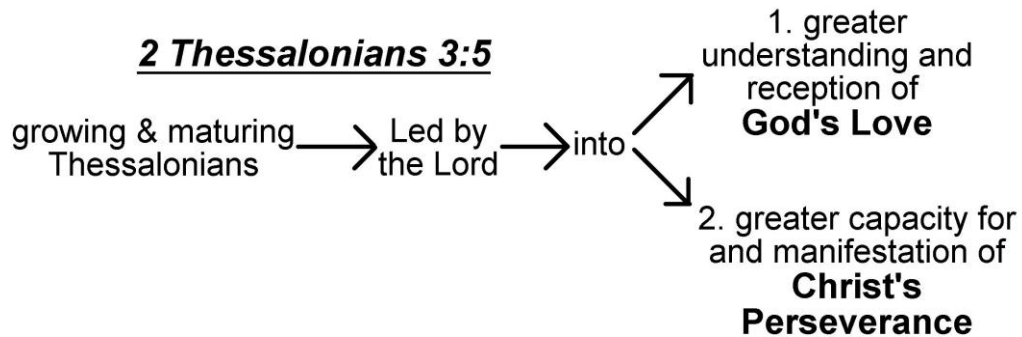 2 Thessalonians 3:5
growing & maturing
Thessalonians
Led by
the Lord
into
1. greater
understanding and
reception of
God's Love
2. greater capacity for
and manifestation of
Christ's
Perseverance